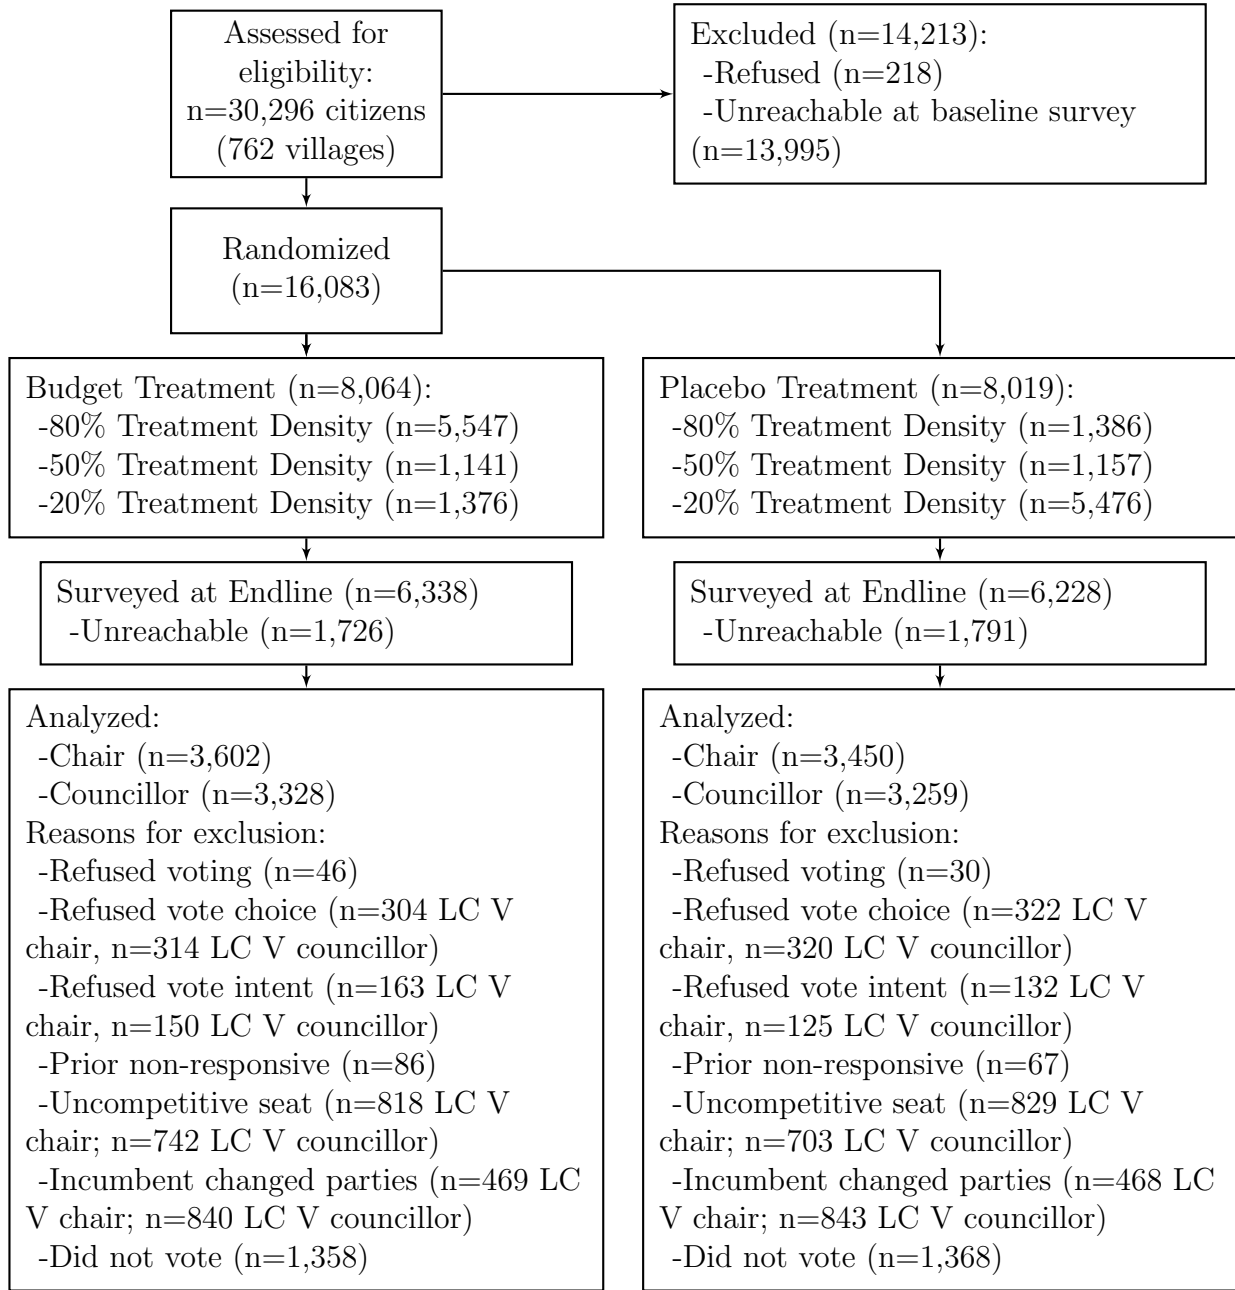 Assessed for
eligibility:
n=30,296 citizens
(762 villages)
Excluded (n=14,213):
-Refused (n=218)
-Unreachable at baseline survey
(n=13,995)
Randomized
(n=16,083)
Budget Treatment (n=8,064):
-80% Treatment Density (n=5,547)
-50% Treatment Density (n=1,141)
-20% Treatment Density (n=1,376)
Placebo Treatment (n=8,019):
-80% Treatment Density (n=1,386)
-50% Treatment Density (n=1,157)
-20% Treatment Density (n=5,476)
Surveyed at Endline (n=6,338)
-Unreachable (n=1,726)
Surveyed at Endline (n=6,228)
-Unreachable (n=1,791)
Analyzed:
-Chair (n=3,602)
-Councillor (n=3,328)
Reasons for exclusion:
-Refused voting (n=46)
-Refused vote choice (n=304 LC V
chair, n=314 LC V councillor)
-Refused vote intent (n=163 LC V
chair, n=150 LC V councillor)
-Prior non-responsive (n=86)
-Uncompetitive seat (n=818 LC V
chair; n=742 LC V councillor)
-Incumbent changed parties (n=469 LC
V chair; n=840 LC V councillor)
-Did not vote (n=1,358)
Analyzed:
-Chair (n=3,450)
-Councillor (n=3,259)
Reasons for exclusion:
-Refused voting (n=30)
-Refused vote choice (n=322 LC V
chair, n=320 LC V councillor)
-Refused vote intent (n=132 LC V
chair, n=125 LC V councillor)
-Prior non-responsive (n=67)
-Uncompetitive seat (n=829 LC V
chair; n=703 LC V councillor)
-Incumbent changed parties (n=468 LC
V chair; n=843 LC V councillor)
-Did not vote (n=1,368)